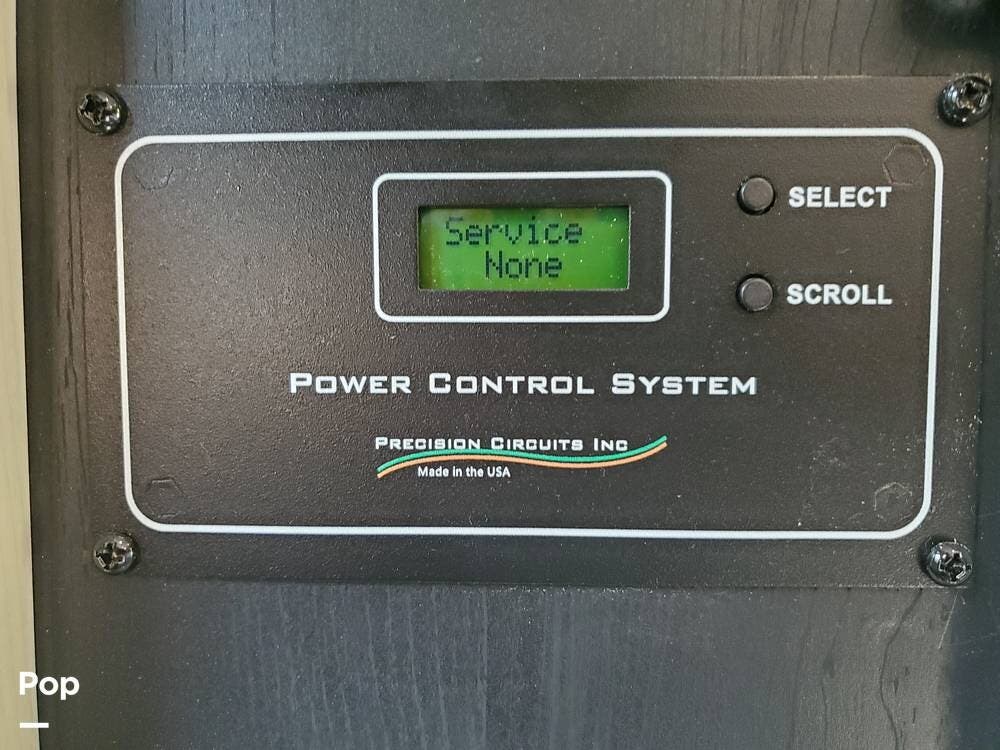 Service
None
SELECT
SCROLL
POWER CONTROL SYSTEM
PRECISION CIRCUITS INC
Made in the USA
Pop